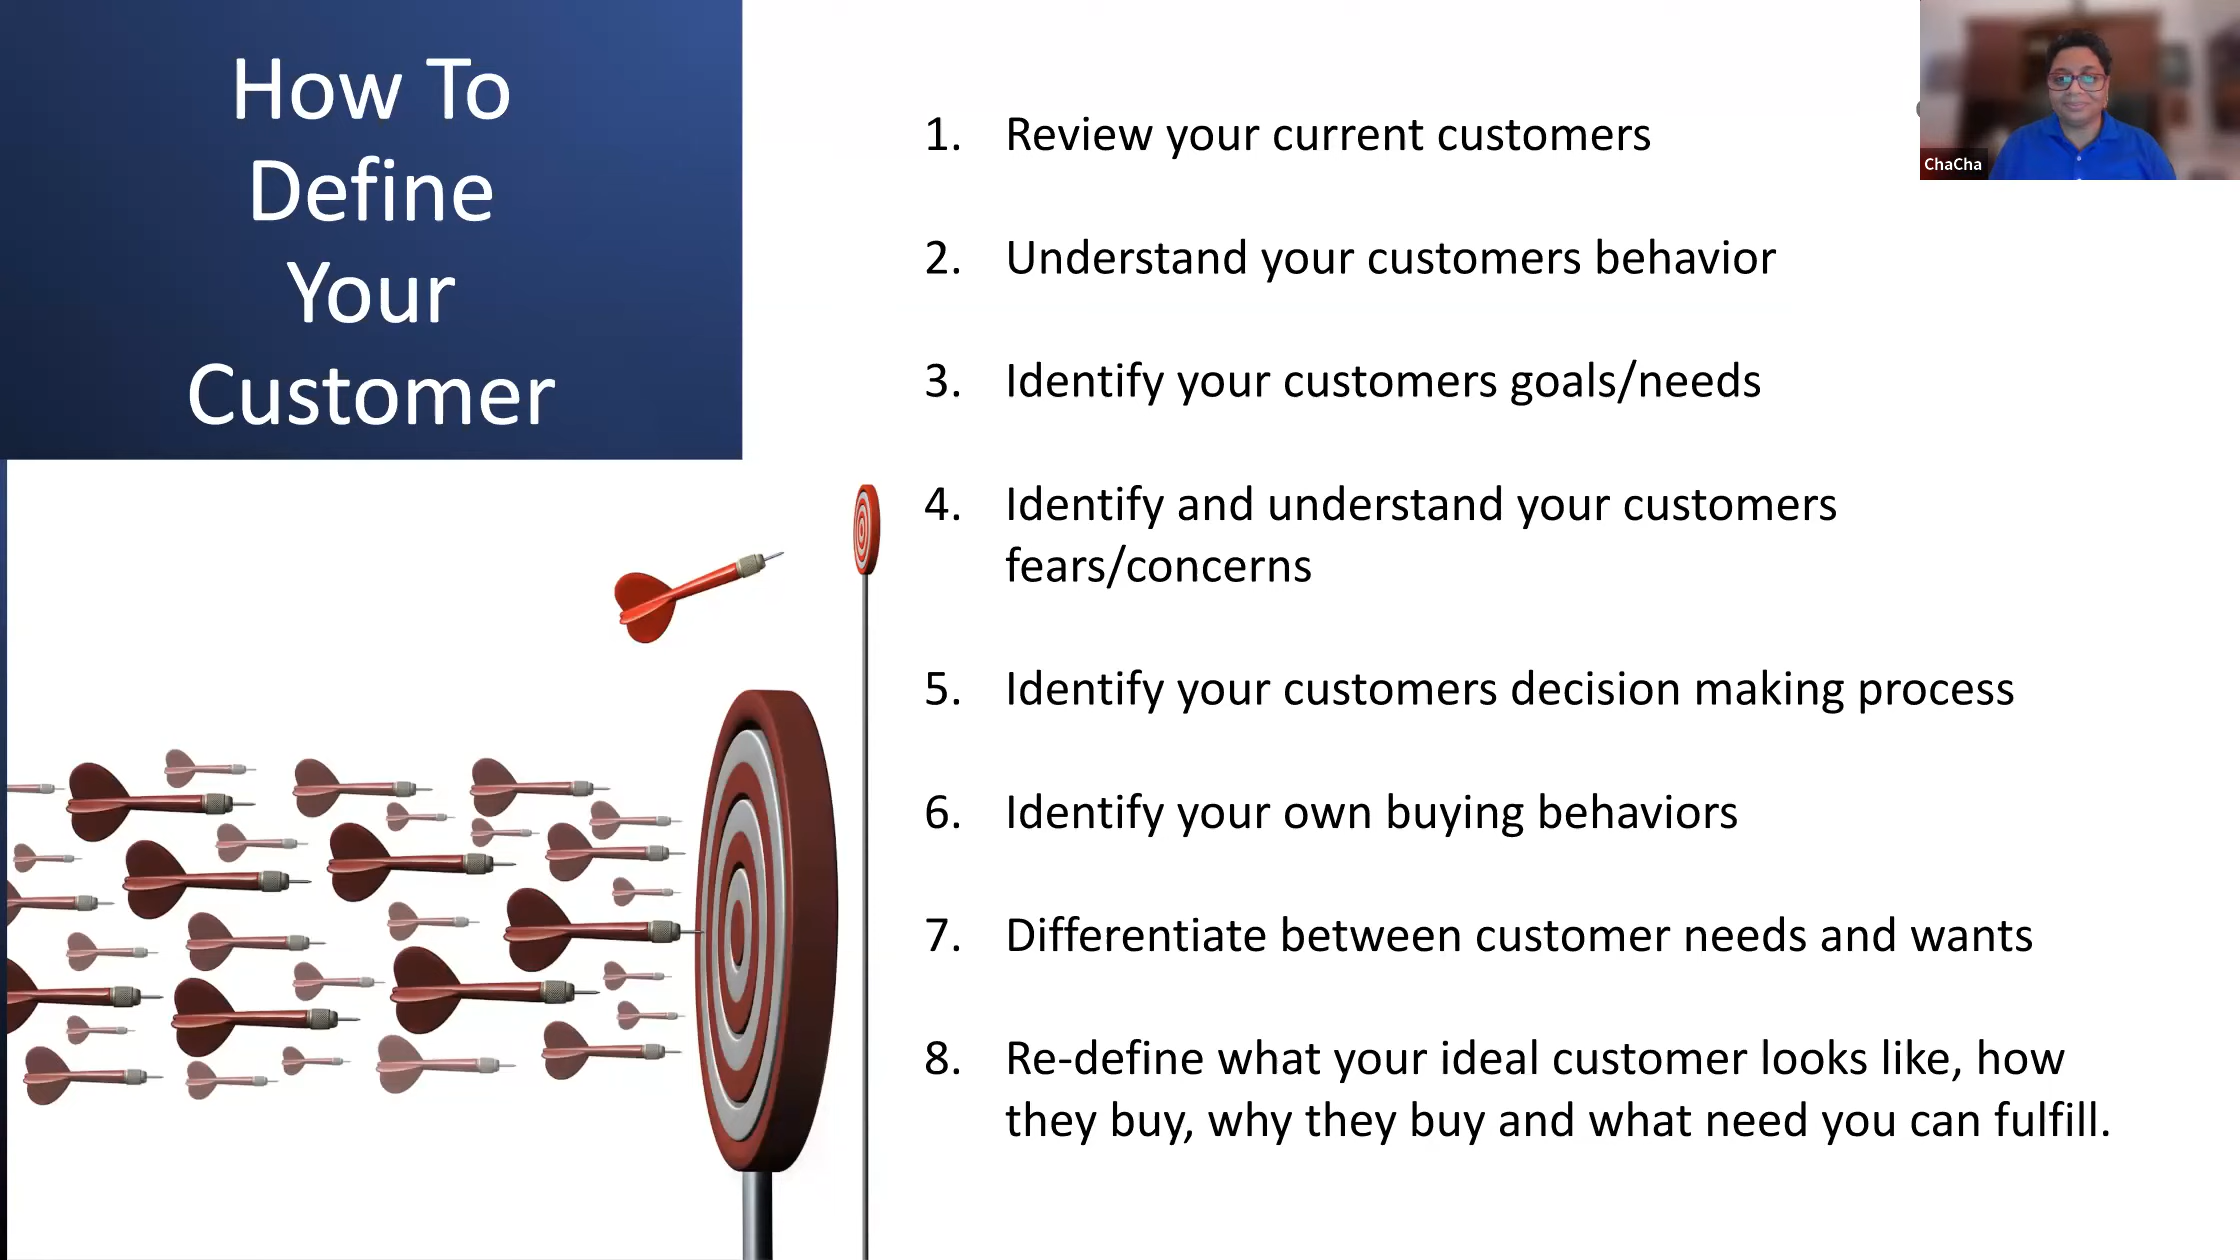 How To
Define
Your
Customer
1. Review your current customers
2. Understand your customers behavior
3. Identify your customers goals/needs
4. Identify and understand your customers
fears/concerns
5. Identify your customers decision making process
6. Identify your own buying behaviors
7. Differentiate between customer needs and wants
8. Re-define what your ideal customer looks like, how
they buy, why they buy and what need you can fulfill.
ChaCha